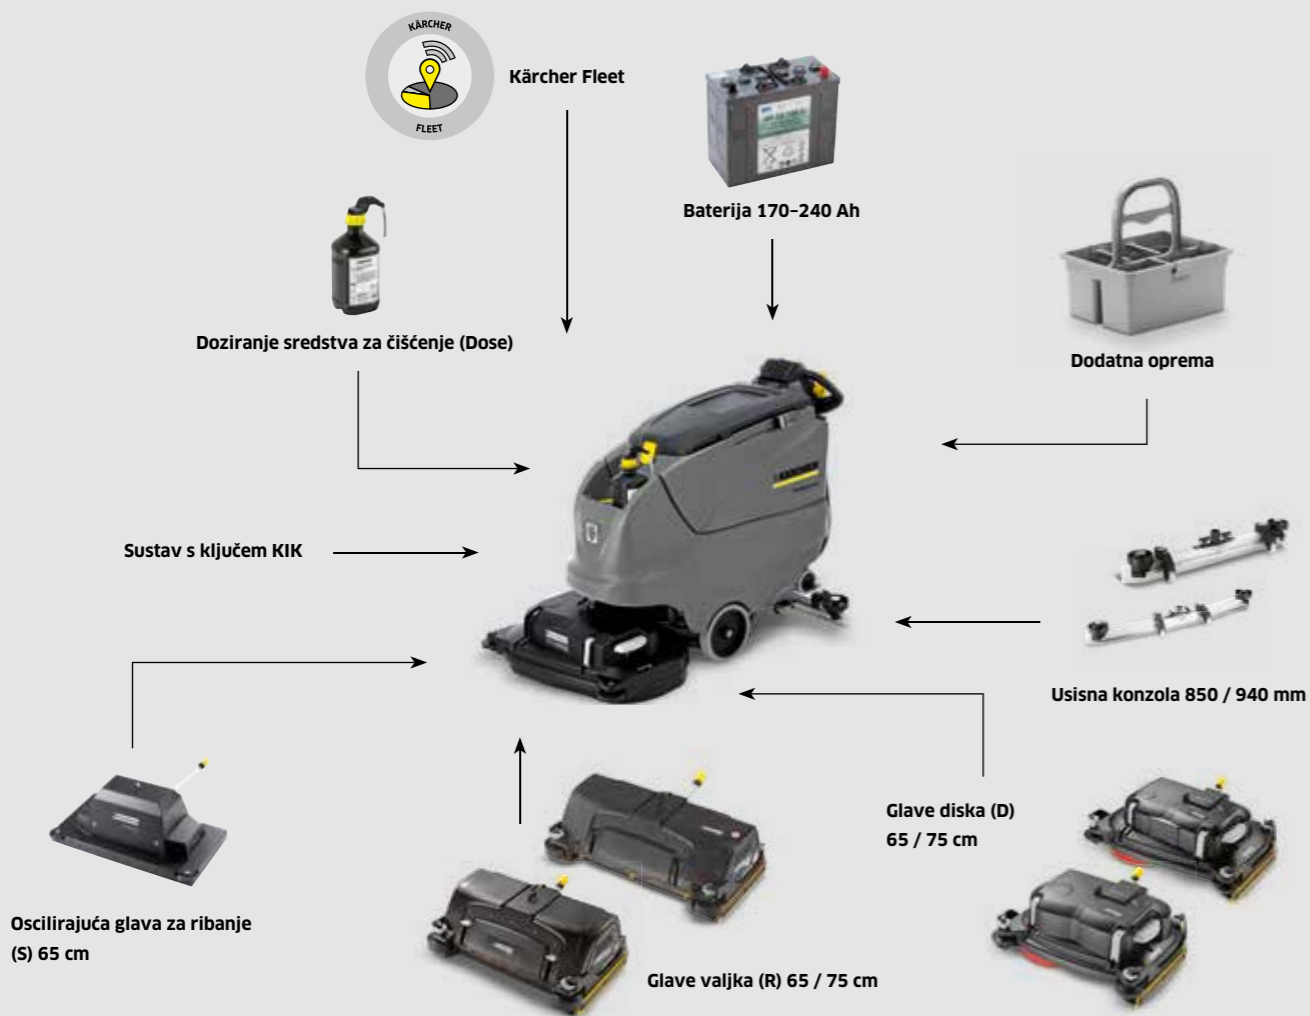 KÄRCHER
FLEET
Kärcher Fleet
Baterija 170–240 Ah
Doziranje sredstva za čišćenje (Dose)
Dodatna oprema
KÄRCHER
Sustav s ključem KIK
Usisna konzola 850 / 940 mm
Glave diska (D)
65 / 75 cm
Oscilirajuća glava za ribanje
(S) 65 cm
Glave valjka (R) 65 / 75 cm